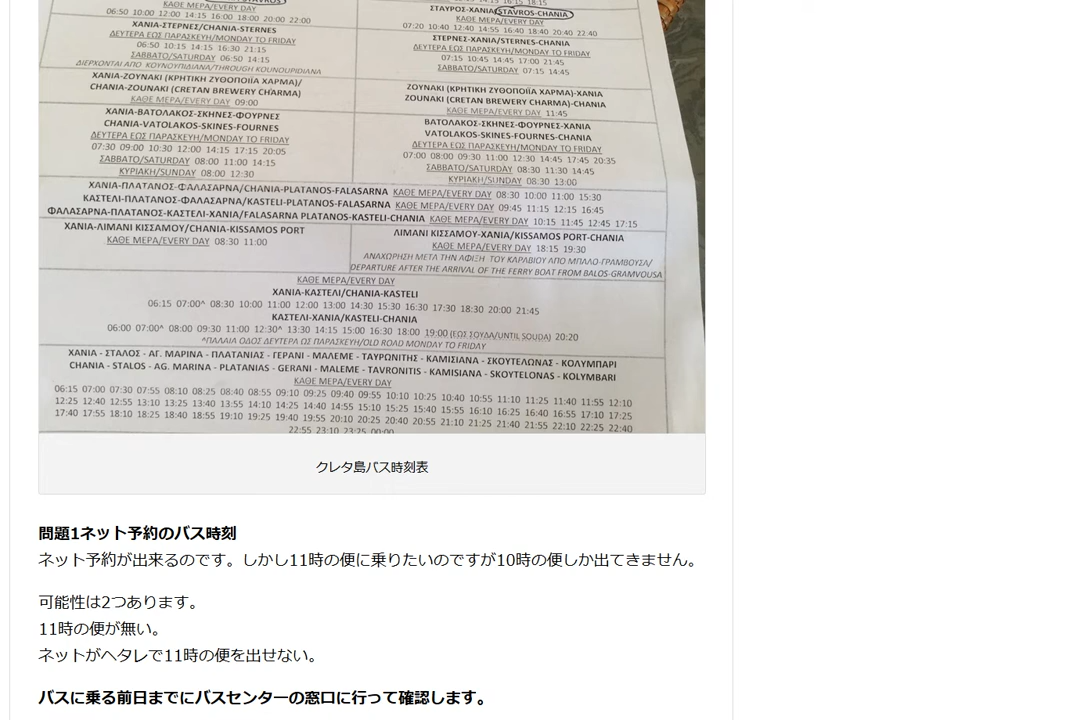 ΚΑΘΕ ΜΕΡΑ/EVERY DAY
06:50 10:00 12:00 14:15 16:00 18:00 20:00 22:00
ΧΑΝΙΑ-ΣΤΕΡΝΕΣ/CHANIA-STERNES
ΔΕΥΤΕΡΑ ΕΩΣ ΠΑΡΑΣΚΕΥΗ/MONDAY TO FRIDAY
06:50 10:15 14:15 16:30 21:15
ΣΑΒΒΑΤΟ/SATURDAY 06:50 14:15
ΔΙΕΡΧΟΝΤΑΙ ΑΠΟ ΚΟΥΝΟΥΠΙΔΙΑΝΑ/THROUGH KOUNOUPIDIANA
ΣΤΑΥΡΟΣ-ΧΑΝΙΑ/STAVROS-CHANIA
ΚΑΘΕ ΜΕΡΑ/EVERY DAY
07:20 10:40 12:40 14:55 16:40 18:40 20:40 22:40
ΣΤΕΡΝΕΣ-ΧΑΝΙΑ/STERNES-CHANIA
ΔΕΥΤΕΡΑ ΕΩΣ ΠΑΡΑΣΚΕΥΗ/MONDAY TO FRIDAY
07:15 10:45 14:45 17:00 21:45
ΣΑΒΒΑΤΟ/SATURDAY 07:15 14:45
ΧΑΝΙΑ-ΖΟΥΝΑΚΙ (ΚΡΗΤΙΚΗ ΖΥΘΟΠΟΙΪΑ ΧΑΡΜΑ)/
CHANIA-ZOUNAKI (CRETAN BREWERY CHARMA)
ΚΑΘΕ ΜΕΡΑ/EVERY DAY 09:00
ΖΟΥΝΑΚΙ (ΚΡΗΤΙΚΗ ΖΥΘΟΠΟΙΪΑ ΧΑΡΜΑ)-ΧΑΝΙΑ
ZOUNAKI (CRETAN BREWERY CHARMA)-CHANIA
ΚΑΘΕ ΜΕΡΑ/EVERY DAY 11:45
ΧΑΝΙΑ-ΒΑΤΟΛΑΚΟΣ-ΣΚΗΝΕΣ-ΦΟΥΡΝΕΣ
CHANIA-VATOLAKOS-SKINES-FOURNES
ΔΕΥΤΕΡΑ ΕΩΣ ΠΑΡΑΣΚΕΥΗ/MONDAY TO FRIDAY
07:30 09:00 10:30 12:00 14:15 17:15 20:05
ΣΑΒΒΑΤΟ/SATURDAY 08:00 11:00 14:15
ΚΥΡΙΑΚΗ/SUNDAY 08:00 12:30
ΒΑΤΟΛΑΚΟΣ-ΣΚΗΝΕΣ-ΦΟΥΡΝΕΣ-ΧΑΝΙΑ
VATOLAKOS-SKINES-FOURNES-CHANIA
ΔΕΥΤΕΡΑ ΕΩΣ ΠΑΡΑΣΚΕΥΗ/MONDAY TO FRIDAY
07:00 08:00 09:30 11:00 12:30 14:45 17:45 20:35
ΣΑΒΒΑΤΟ/SATURDAY 08:30 11:30 14:45
ΚΥΡΙΑΚΗ/SUNDAY 08:30 13:00
ΧΑΝΙΑ-ΠΛΑΤΑΝΟΣ-ΦΑΛΑΣΑΡΝΑ/CHANIA-PLATANOS-FALASARNA ΚΑΘΕ ΜΕΡΑ/EVERY DAY 08:30 10:00 11:00 15:30
ΚΑΣΤΕΛΙ-ΠΛΑΤΑΝΟΣ-ΦΑΛΑΣΑΡΝΑ/KASTELI-PLATANOS-FALASARNA ΚΑΘΕ ΜΕΡΑ/EVERY DAY 09:45 11:15 12:15 16:45
ΦΑΛΑΣΑΡΝΑ-ΠΛΑΤΑΝΟΣ-ΚΑΣΤΕΛΙ-ΧΑΝΙΑ/FALASARNA PLATANOS-KASTELI-CHANIA ΚΑΘΕ ΜΕΡΑ/EVERY DAY 10:15 11:45 12:45 17:15
ΧΑΝΙΑ-ΛΙΜΑΝΙ ΚΙΣΣΑΜΟΥ/CHANIA-KISSAMOS PORT
ΚΑΘΕ ΜΕΡΑ/EVERY DAY 08:30 11:00
ΛΙΜΑΝΙ ΚΙΣΣΑΜΟΥ-ΧΑΝΙΑ/KISSAMOS PORT-CHANIA
ΚΑΘΕ ΜΕΡΑ/EVERY DAY 18:15 19:30
ΑΝΑΧΩΡΗΣΗ ΜΕΤΑ ΤΗΝ ΑΦΙΞΗ ΤΟΥ ΚΑΡΑΒΙΟΥ ΑΠΟ ΜΠΑΛΟ-ΓΡΑΜΒΟΥΣΑ/
DEPARTURE AFTER THE ARRIVAL OF THE FERRY BOAT FROM BALOS-GRAMVOUSA
ΚΑΘΕ ΜΕΡΑ/EVERY DAY
ΧΑΝΙΑ-ΚΑΣΤΕΛΙ/CHANIA-KASTELI
06:15 07:00^ 08:30 10:00 11:00 12:00 13:00 14:30 15:30 16:30 17:30 18:30 20:00 21:45
ΚΑΣΤΕΛΙ-ΧΑΝΙΑ/KASTELI-CHANIA
06:00 07:00^ 08:00 09:30 11:00 12:30^ 13:30 14:15 15:00 16:30 18:00 19:00 (ΕΩΣ ΣΟΥΔΑ/UNTIL SOUDA) 20:20
^ΠΑΛΑΙΑ ΟΔΟΣ ΔΕΥΤΕΡΑ ΩΣ ΠΑΡΑΣΚΕΥΗ/OLD ROAD MONDAY TO FRIDAY
ΧΑΝΙΑ - ΣΤΑΛΟΣ - ΑΓ. ΜΑΡΙΝΑ - ΠΛΑΤΑΝΙΑΣ - ΓΕΡΑΝΙ - ΜΑΛΕΜΕ - ΤΑΥΡΩΝΙΤΗΣ - ΚΑΜΙΣΙΑΝΑ - ΣΚΟΥΤΕΛΩΝΑΣ - ΚΟΛΥΜΠΑΡΙ
CHANIA - STALOS - AG. MARINA - PLATANIAS - GERANI - MALEME - TAVRONITIS - KAMISIANA - SKOUTELONAS - KOLYMBARI
ΚΑΘΕ ΜΕΡΑ/EVERY DAY
06:15 07:00 07:30 07:55 08:10 08:25 08:40 08:55 09:10 09:25 09:40 09:55 10:10 10:25 10:40 10:55 11:10 11:25 11:40 11:55 12:10
12:25 12:40 12:55 13:10 13:25 13:40 13:55 14:10 14:25 14:40 14:55 15:10 15:25 15:40 15:55 16:10 16:25 16:40 16:55 17:10 17:25
17:40 17:55 18:10 18:25 18:40 18:55 19:10 19:25 19:40 19:55 20:10 20:25 20:40 20:55 21:10 21:25 21:40 21:55 22:10 22:25 22:40
22:55 23:10 23:25 00:00
クレタ島バス時刻表
問題1ネット予約のバス時刻
ネット予約が出来るのです。しかし11時の便に乗りたいのですが10時の便しか出てきません。
可能性は2つあります。
11時の便が無い。
ネットがヘタレで11時の便を出せない。
バスに乗る前日までにバスセンターの窓口に行って確認します。